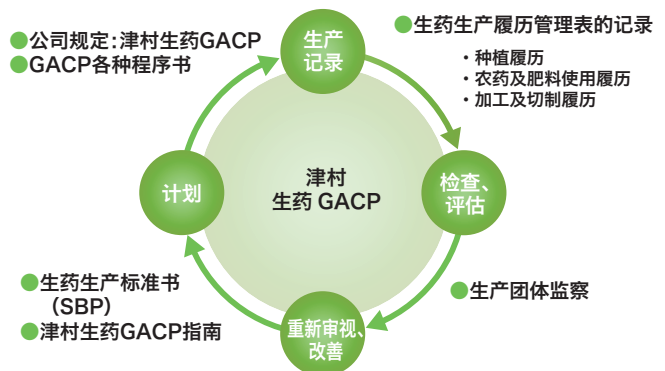 ●公司规定:津村生药GACP
●GACP各种程序书
生产
记录
●生药生产履历管理表的记录
・种植履历
・农药及肥料使用履历
・加工及切制履历
计划
津村
生药 GACP
检查、
评估
●生药生产标准书
（SBP）
●津村生药GACP指南
重新审视、
改善
●生产团体监察